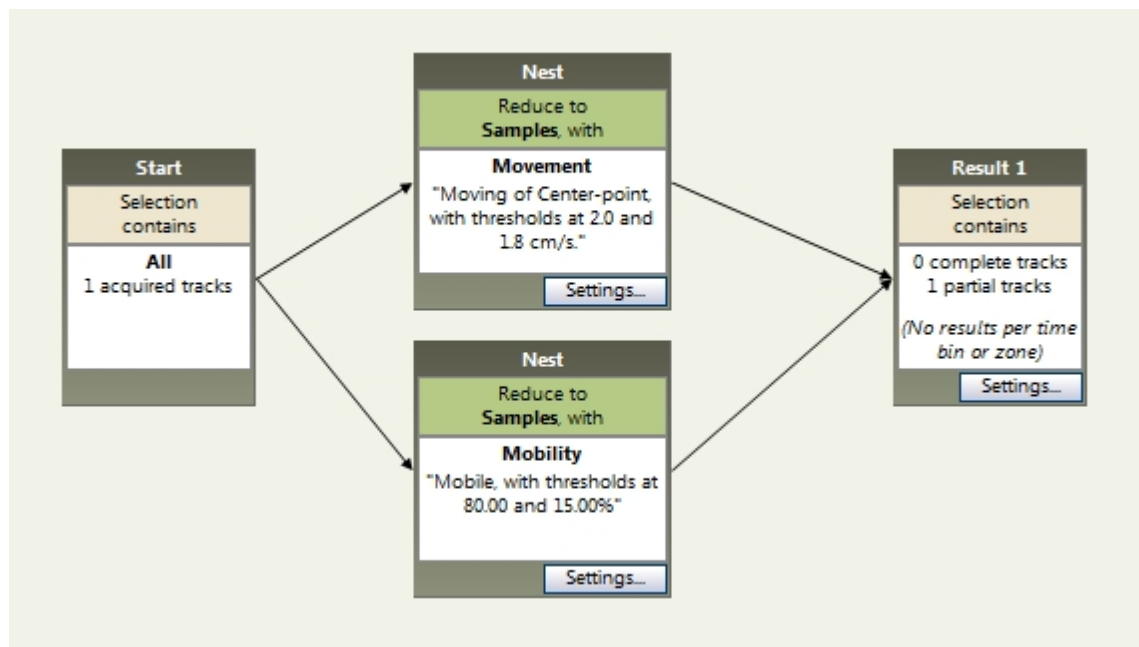 Start
Selection
contains
All
1 acquired tracks
Nest
Reduce to
Samples, with
Movement
"Moving of Center-point,
with thresholds at 2.0 and
1.8 cm/s."
Settings...
Nest
Reduce to
Samples, with
Mobility
"Mobile, with thresholds at
80.00 and 15.00%"
Settings...
Result 1
Selection
contains
0 complete tracks
1 partial tracks
(No results per time
bin or zone)
Settings...